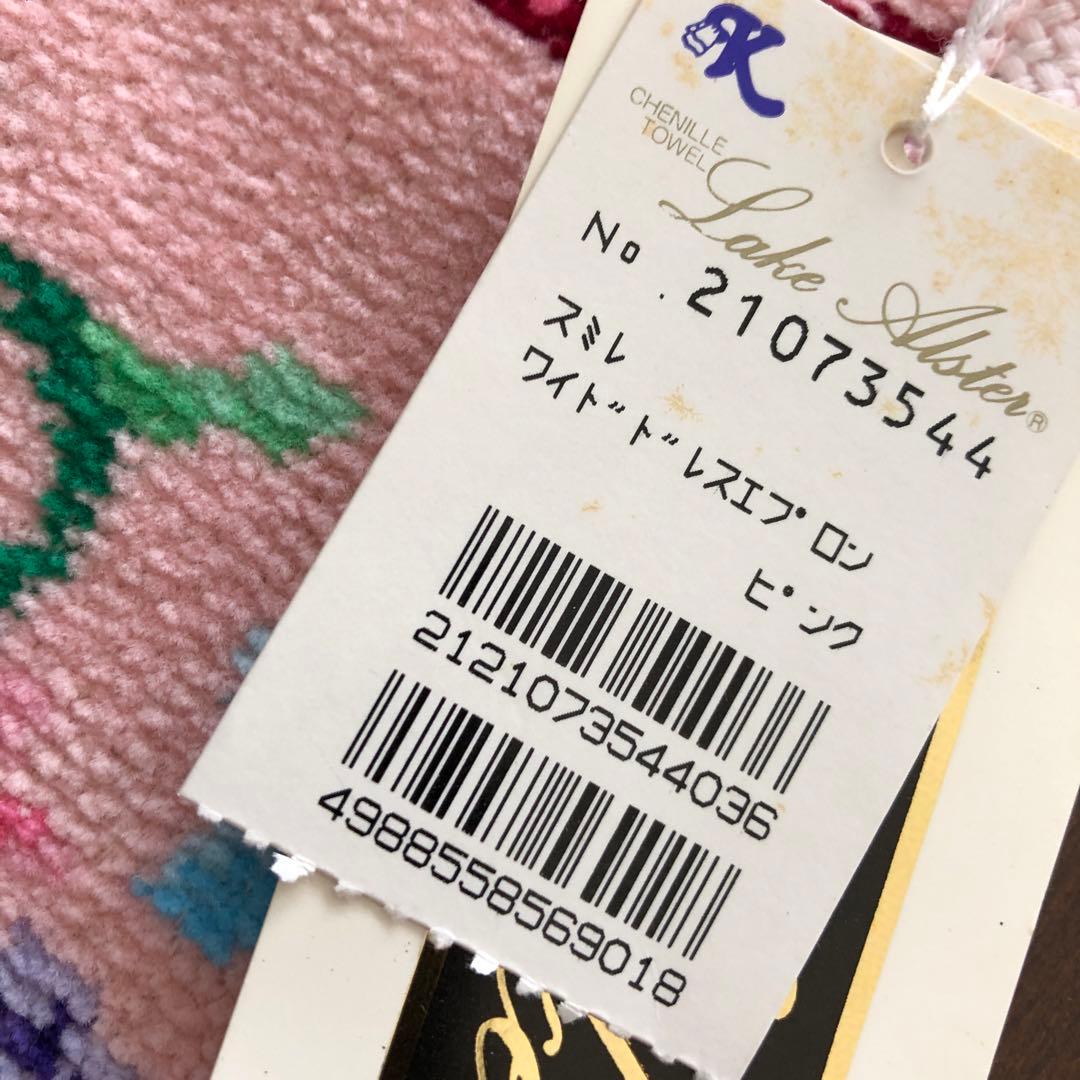 K
CHENILLE
TOWEL
Lake Alster®
No. 21073544
スミレ
ワイドドレスエプロン
ピンク
2121073544036
4988558569018